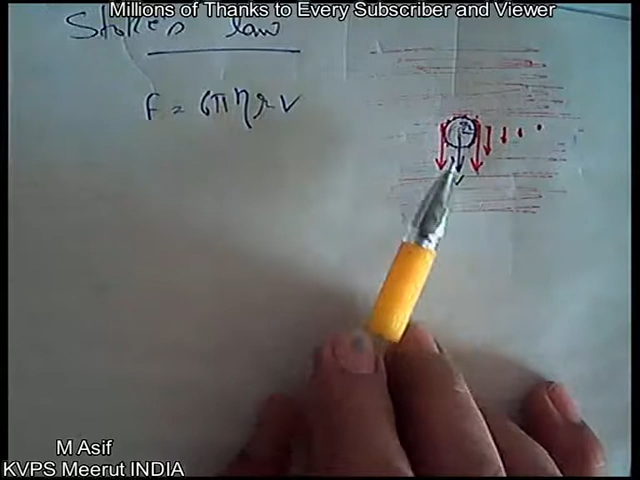 Millions of Thanks to Every Subscriber and Viewer
Stokes law
F = 6πηrv
M Asif
KVPS Meerut INDIA